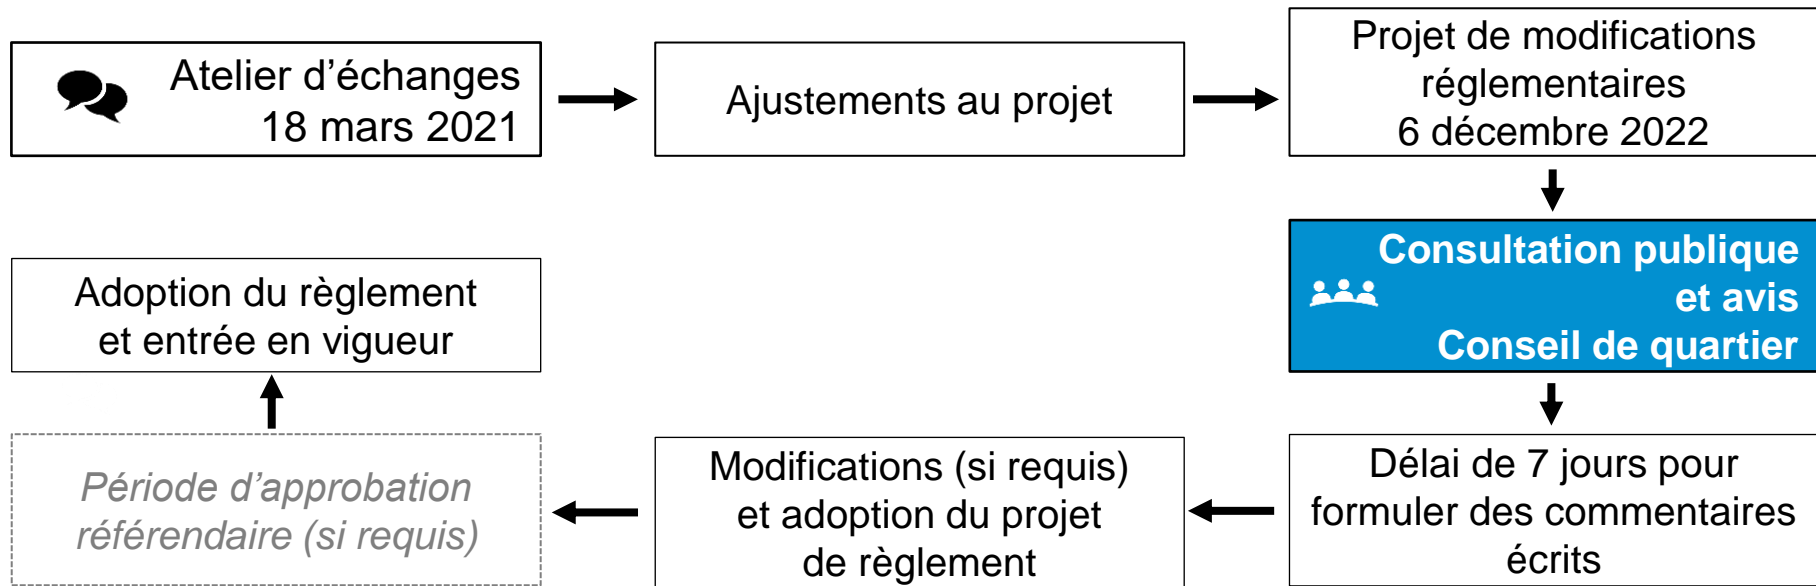 Atelier d’échanges
18 mars 2021
Ajustements au projet
Projet de modifications
réglementaires
6 décembre 2022
Consultation publique
et avis
Conseil de quartier
Délai de 7 jours pour
formuler des commentaires
écrits
Modifications (si requis)
et adoption du projet
de règlement
Période d’approbation
référendaire (si requis)
Adoption du règlement
et entrée en vigueur